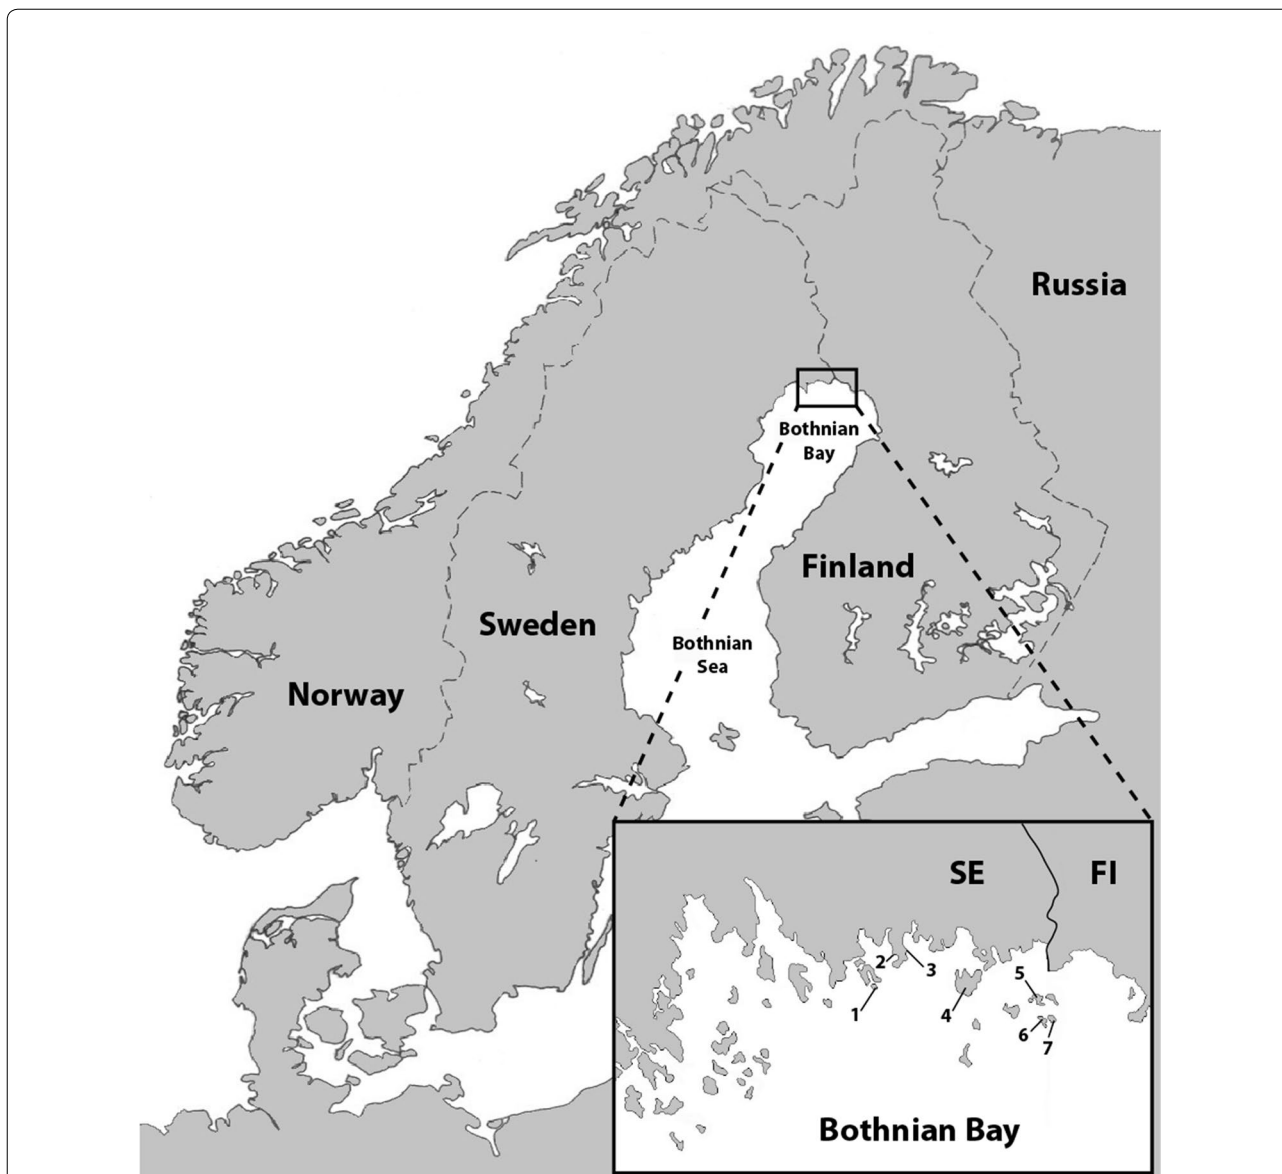 Russia
Bothnian
Bay
Finland
Sweden
Bothnian
Sea
Norway
SE
FI
2
3
5
1
4
6
7
Bothnian Bay